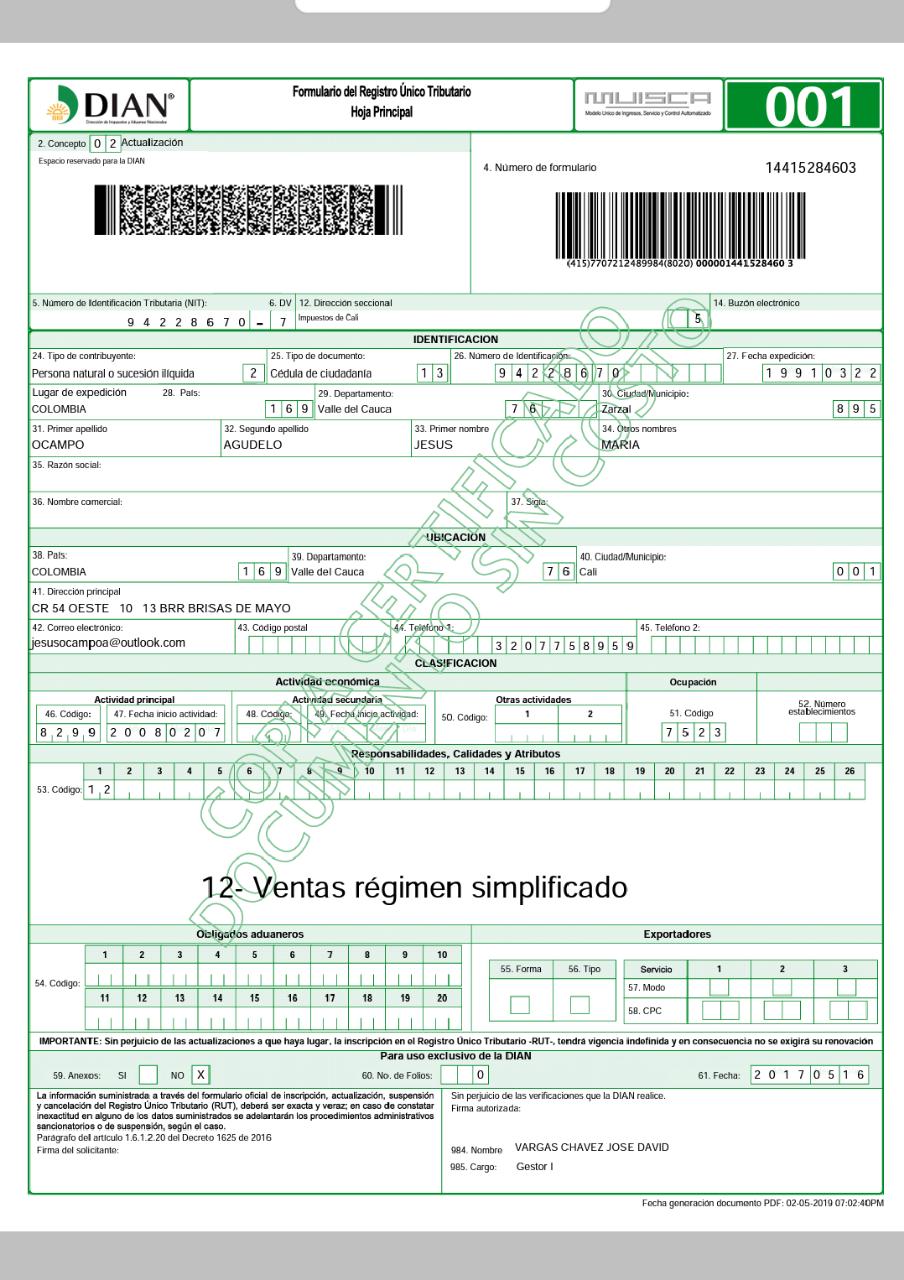 DIAN®
Dirección de Impuestos y Aduanas Nacionales
Formulario del Registro Único Tributario
Hoja Principal
MUISCA
Modelo Unico de Ingresos, Servicio y Control Automatizado
001
2. Concepto 0 2 Actualización
Espacio reservado para la DIAN
4. Número de formulario 14415284603
(415)7707212489984(8020) 000001441528460 3
5. Número de Identificación Tributaria (NIT): 6. DV 12. Dirección seccional 14. Buzón electrónico
9 4 2 2 8 6 7 0 - 7 Impuestos de Cali 5
IDENTIFICACION
24. Tipo de contribuyente: 25. Tipo de documento: 26. Número de Identificación: 27. Fecha expedición:
Persona natural o sucesión ilíquida 2 Cédula de ciudadanía 1 3 9 4 2 2 8 6 7 0 1 9 9 1 0 3 2 2
Lugar de expedición 28. País: 29. Departamento: 30. Ciudad/Municipio:
COLOMBIA 1 6 9 Valle del Cauca 7 6 Zarzal 8 9 5
31. Primer apellido 32. Segundo apellido 33. Primer nombre 34. Otros nombres
OCAMPO AGUDELO JESUS MARIA
35. Razón social:
36. Nombre comercial: 37. Sigla:
UBICACION
38. País: 39. Departamento: 40. Ciudad/Municipio:
COLOMBIA 1 6 9 Valle del Cauca 7 6 Cali 0 0 1
41. Dirección principal
CR 54 OESTE 10 13 BRR BRISAS DE MAYO
42. Correo electrónico: 43. Código postal 44. Teléfono 1: 45. Teléfono 2:
jesusocampoa@outlook.com 3 2 0 7 7 5 8 9 5 9
CLASIFICACION
Actividad económica Ocupación
Actividad principal Actividad secundaria Otras actividades
46. Código: 47. Fecha inicio actividad: 48. Código: 49. Fecha inicio actividad: 50. Código: 1 2 51. Código 52. Número establecimientos
8 2 9 9 2 0 0 8 0 2 0 7 7 5 2 3
Responsabilidades, Calidades y Atributos
1 2 3 4 5 6 7 8 9 10 11 12 13 14 15 16 17 18 19 20 21 22 23 24 25 26
53. Código: 1 2
12- Ventas régimen simplificado
COPIA CERTIFICADO
DOCUMENTO SIN COSTO
Obligados aduaneros Exportadores
1 2 3 4 5 6 7 8 9 10
54. Código:
11 12 13 14 15 16 17 18 19 20
55. Forma 56. Tipo Servicio 1 2 3
57. Modo
58. CPC
IMPORTANTE: Sin perjuicio de las actualizaciones a que haya lugar, la inscripción en el Registro Único Tributario -RUT-, tendrá vigencia indefinida y en consecuencia no se exigirá su renovación
Para uso exclusivo de la DIAN
59. Anexos: SI NO X 60. No. de Folios: 0 61. Fecha: 2 0 1 7 0 5 1 6
La información suministrada a través del formulario oficial de inscripción, actualización, suspensión
y cancelación del Registro Único Tributario (RUT), deberá ser exacta y veraz; en caso de constatar
inexactitud en alguno de los datos suministrados se adelantarán los procedimientos administrativos
sancionatorios o de suspensión, según el caso.
Parágrafo del artículo 1.6.1.2.20 del Decreto 1625 de 2016
Firma del solicitante:
Sin perjuicio de las verificaciones que la DIAN realice.
Firma autorizada:
984. Nombre VARGAS CHAVEZ JOSE DAVID
985. Cargo: Gestor I
Fecha generación documento PDF: 02-05-2019 07:02:40PM